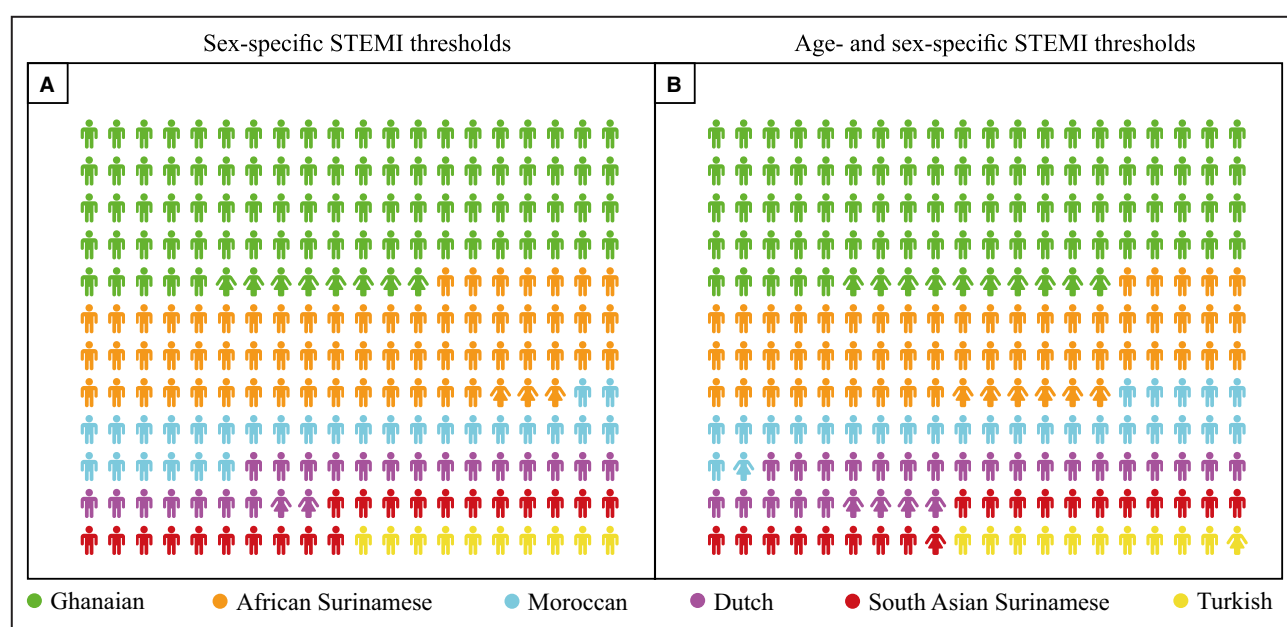 Sex-specific STEMI thresholds
Age- and sex-specific STEMI thresholds
A
B
Ghanaian
African Surinamese
Moroccan
Dutch
South Asian Surinamese
Turkish